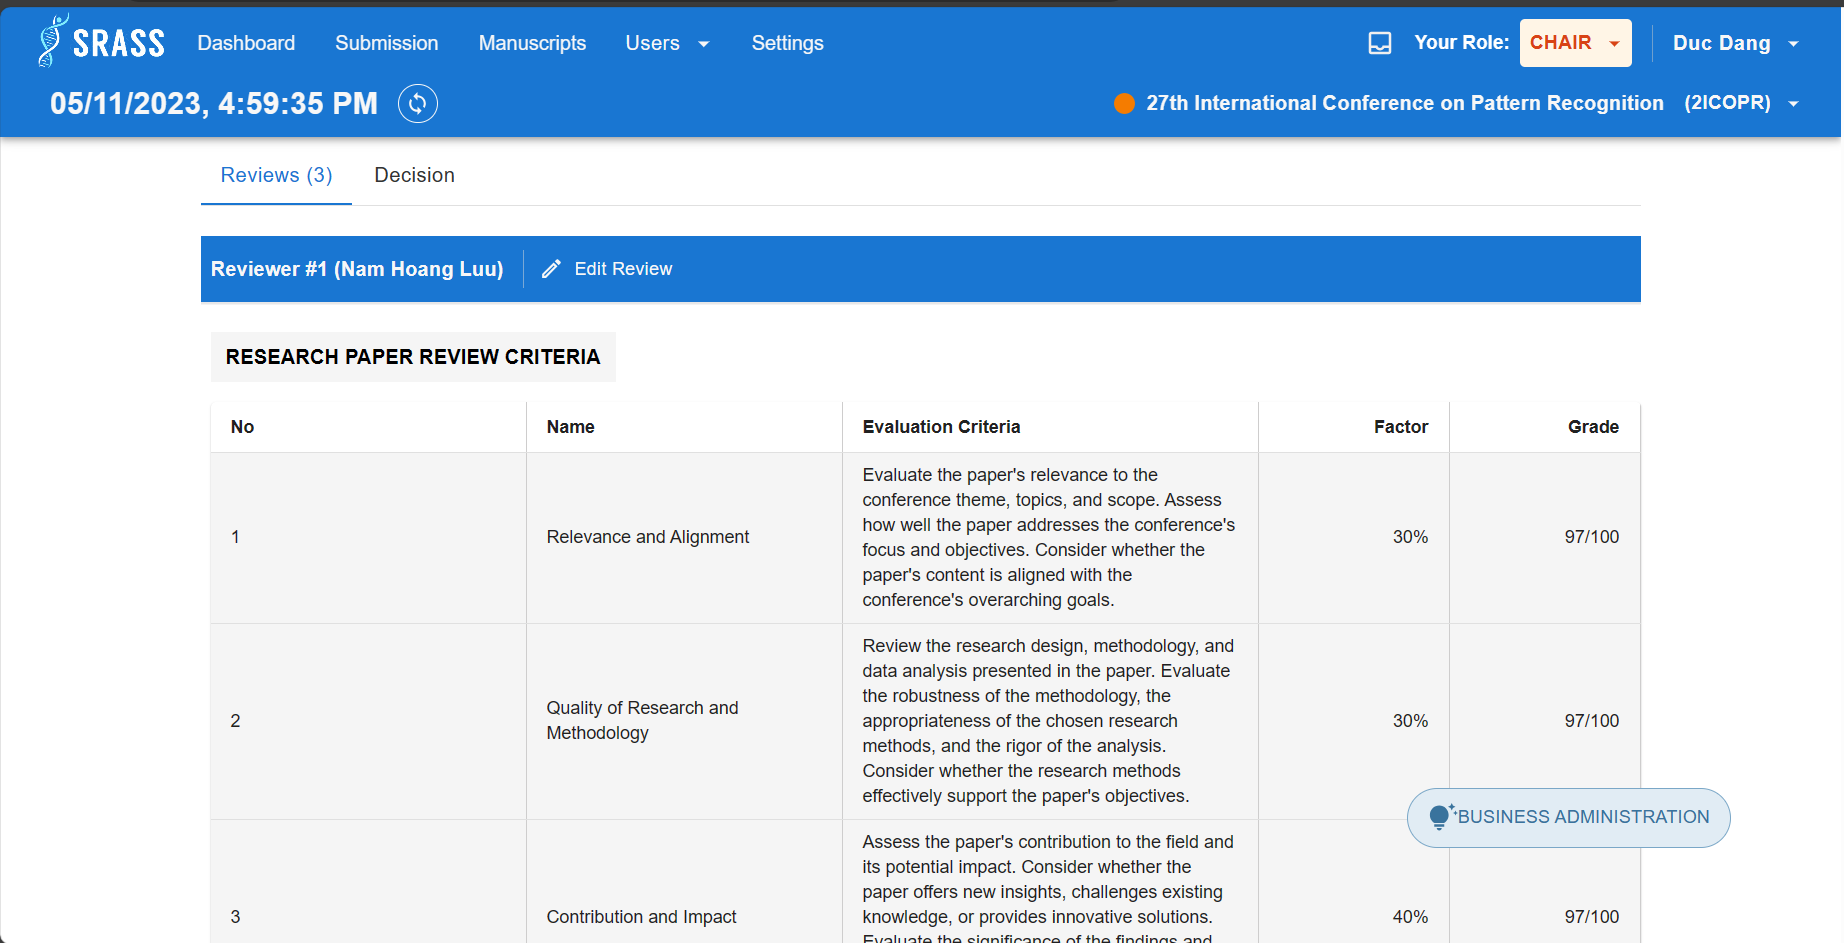 SRASS Dashboard Submission Manuscripts Users Settings Your Role: CHAIR Duc Dang
05/11/2023, 4:59:35 PM 27th International Conference on Pattern Recognition (2ICOPR)
Reviews (3) Decision
Reviewer #1 (Nam Hoang Luu) Edit Review
RESEARCH PAPER REVIEW CRITERIA
No Name Evaluation Criteria Factor Grade
1 Relevance and Alignment
Evaluate the paper's relevance to the
conference theme, topics, and scope. Assess
how well the paper addresses the conference's
focus and objectives. Consider whether the
paper's content is aligned with the
conference's overarching goals.
30% 97/100
2 Quality of Research and
Methodology
Review the research design, methodology, and
data analysis presented in the paper. Evaluate
the robustness of the methodology, the
appropriateness of the chosen research
methods, and the rigor of the analysis.
Consider whether the research methods
effectively support the paper's objectives.
30% 97/100
BUSINESS ADMINISTRATION
3 Contribution and Impact
Assess the paper's contribution to the field and
its potential impact. Consider whether the
paper offers new insights, challenges existing
knowledge, or provides innovative solutions.
Evaluate the significance of the findings and
40% 97/100